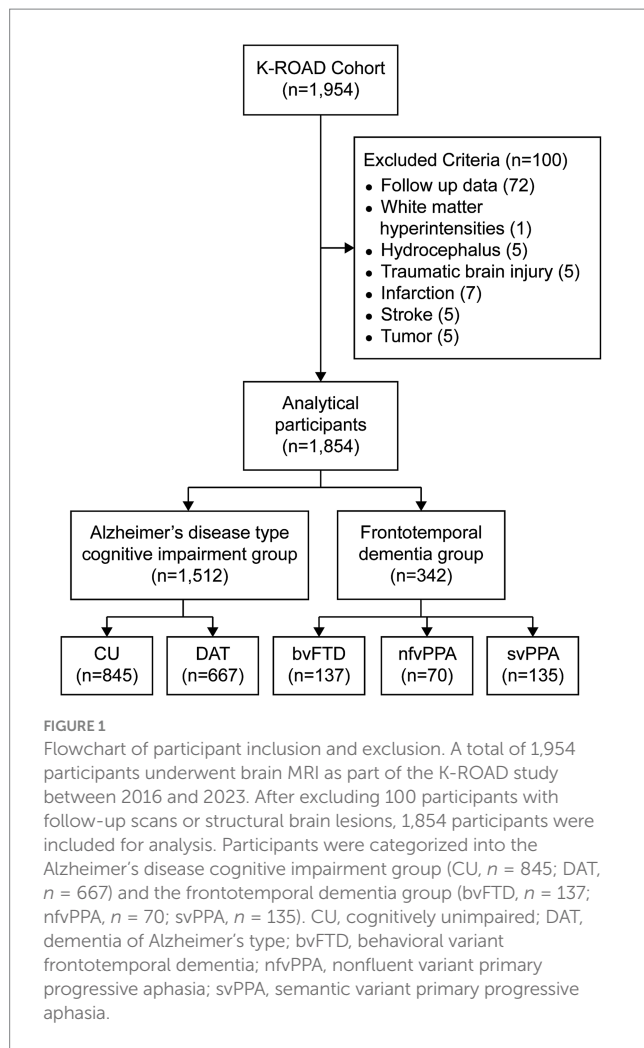 K-ROAD Cohort
(n=1,954)
Excluded Criteria (n=100)
• Follow up data (72)
• White matter
hyperintensities (1)
• Hydrocephalus (5)
• Traumatic brain injury (5)
• Infarction (7)
• Stroke (5)
• Tumor (5)
Analytical
participants
(n=1,854)
Alzheimer's disease type
cognitive impairment group
(n=1,512)
Frontotemporal
dementia group
(n=342)
CU
(n=845)
DAT
(n=667)
bvFTD
(n=137)
nfvPPA
(n=70)
svPPA
(n=135)
FIGURE 1
Flowchart of participant inclusion and exclusion. A total of 1,954
participants underwent brain MRI as part of the K-ROAD study
between 2016 and 2023. After excluding 100 participants with
follow-up scans or structural brain lesions, 1,854 participants were
included for analysis. Participants were categorized into the
Alzheimer's disease cognitive impairment group (CU, n = 845; DAT,
n = 667) and the frontotemporal dementia group (bvFTD, n = 137;
nfvPPA, n = 70; svPPA, n = 135). CU, cognitively unimpaired; DAT,
dementia of Alzheimer's type; bvFTD, behavioral variant
frontotemporal dementia; nfvPPA, nonfluent variant primary
progressive aphasia; svPPA, semantic variant primary progressive
aphasia.